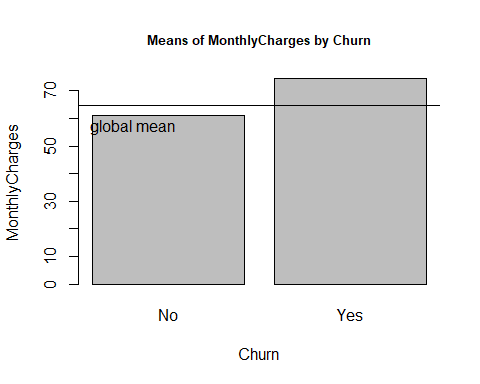 Means of MonthlyCharges by Churn
MonthlyCharges
70
50
30
10
0
global mean
No
Yes
Churn